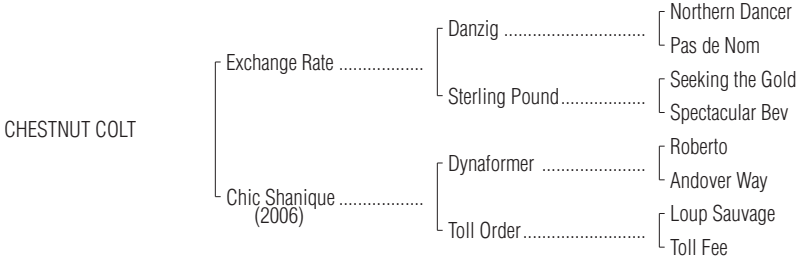 Northern Dancer
Danzig ..............................
Pas de Nom
Exchange Rate ..................
Seeking the Gold
Sterling Pound..................
Spectacular Bev
CHESTNUT COLT
Roberto
Dynaformer ......................
Andover Way
Chic Shanique ..................
(2006)
Loup Sauvage
Toll Order..........................
Toll Fee